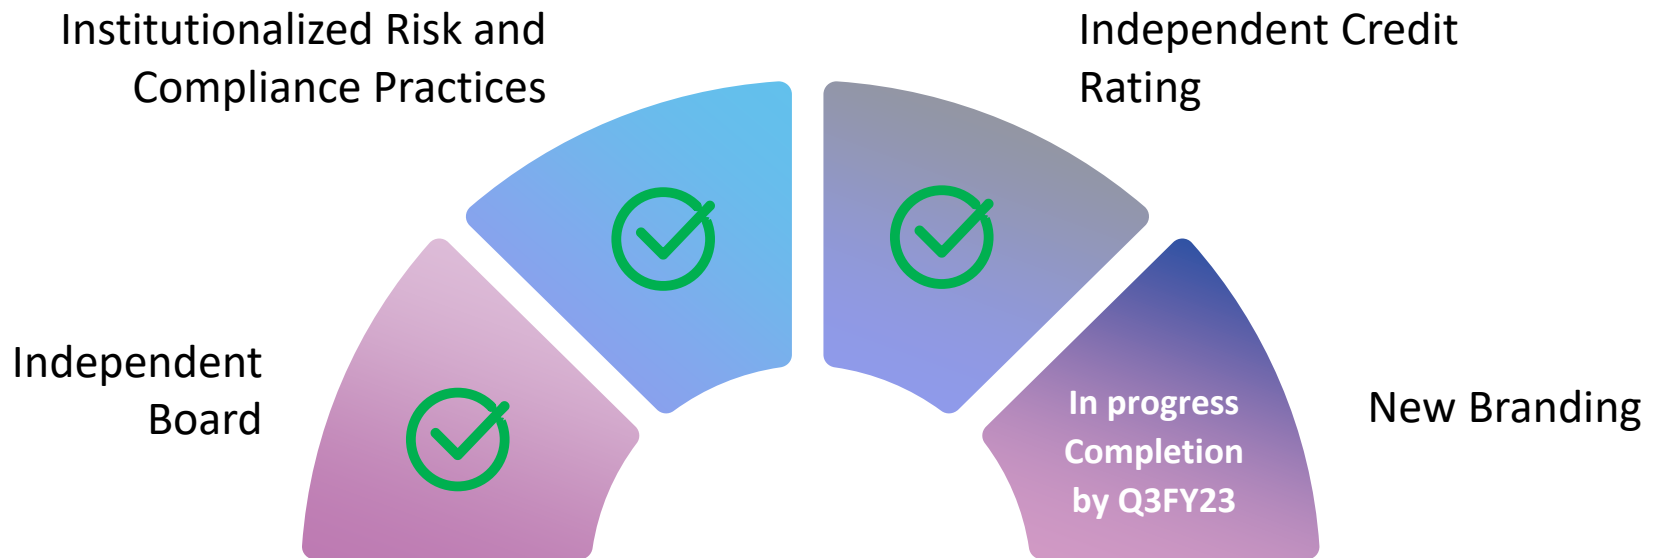 Institutionalized Risk and
Compliance Practices
Independent Credit
Rating
Independent
Board
In progress
Completion
by Q3FY23
New Branding